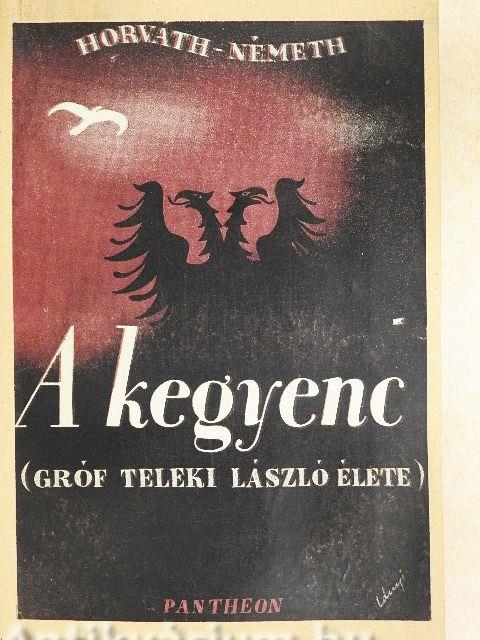 HORVÁTH-NÉMETH
A kegyenc
(GRÓF TELEKI LÁSZLÓ ÉLETE)
PANTHEON